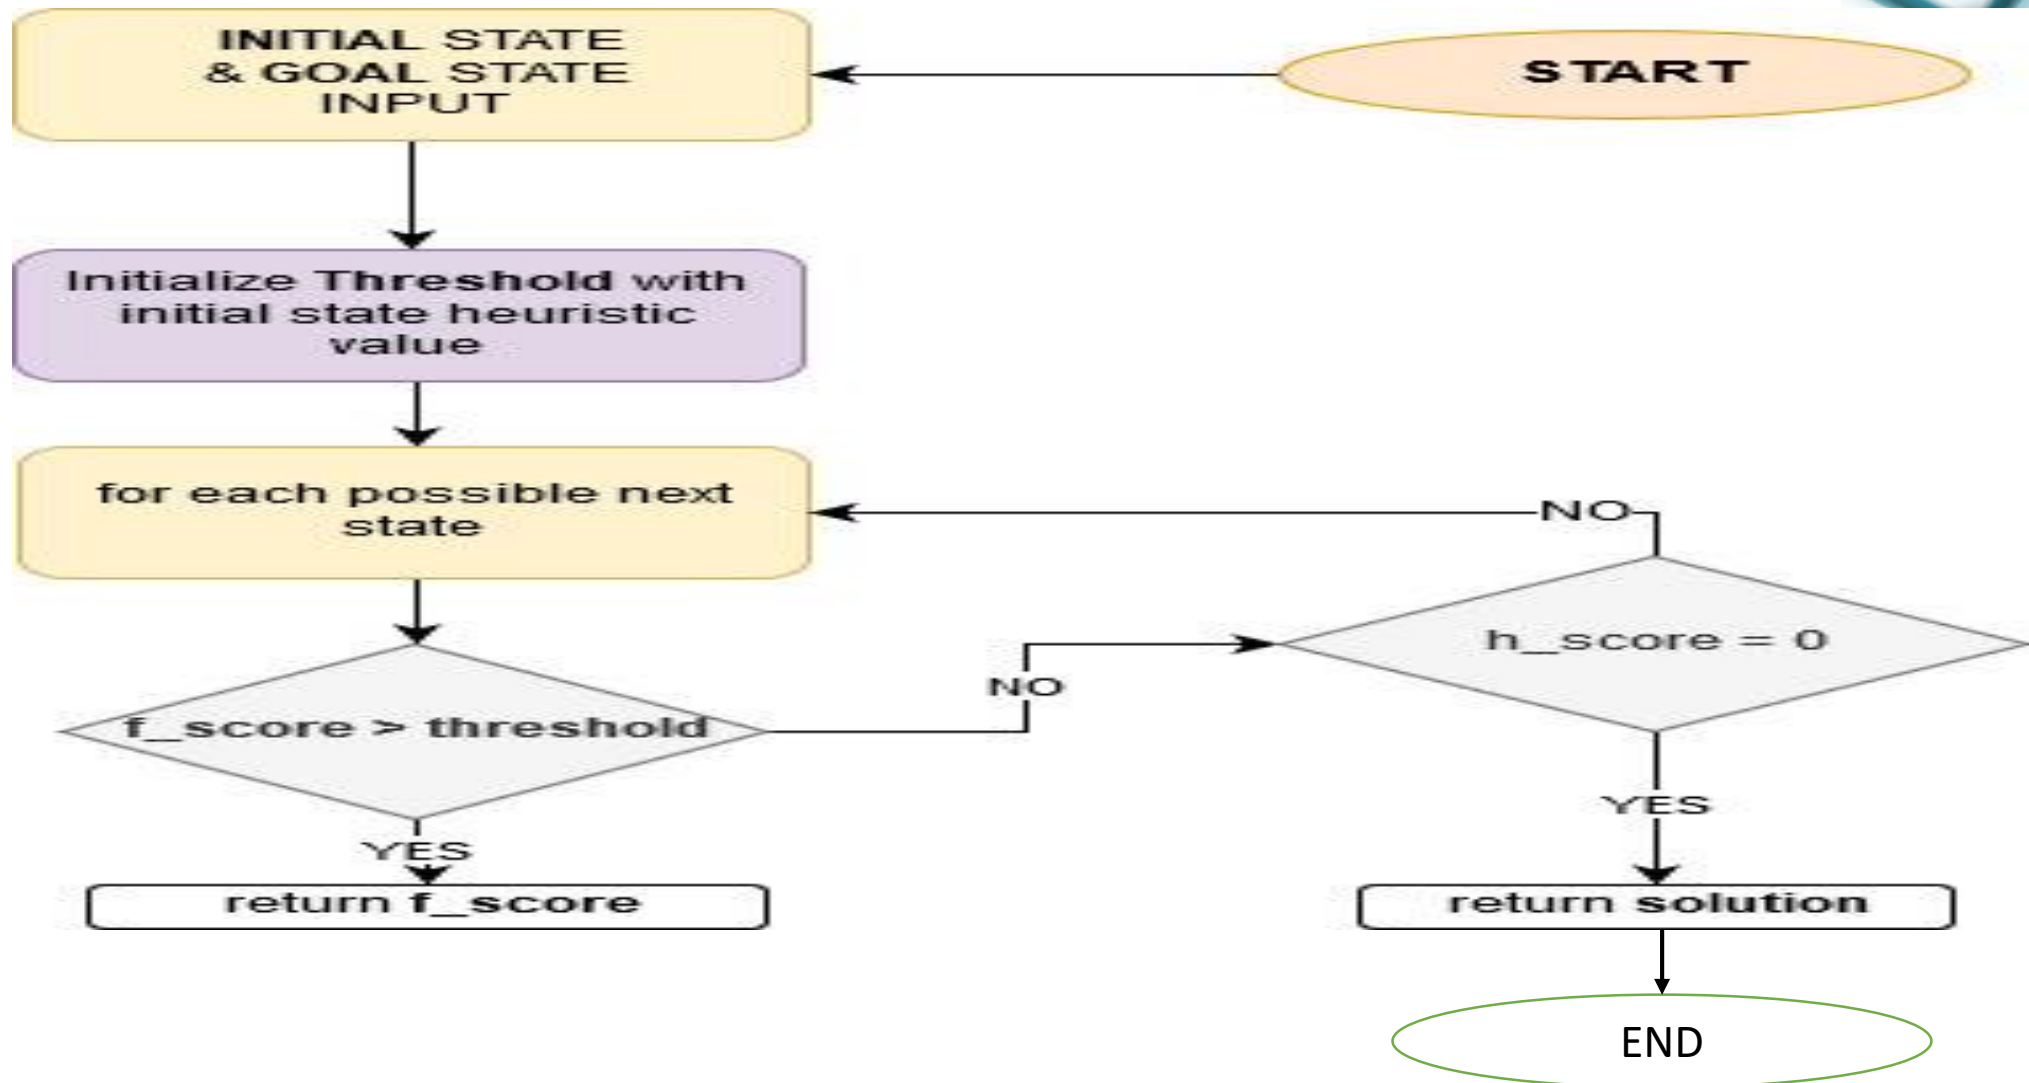 START
INITIAL STATE
& GOAL STATE
INPUT
Initialize Threshold with
initial state heuristic
value
for each possible next
state
f_score > threshold
YES
return f_score
NO
h_score = 0
NO
YES
return solution
END